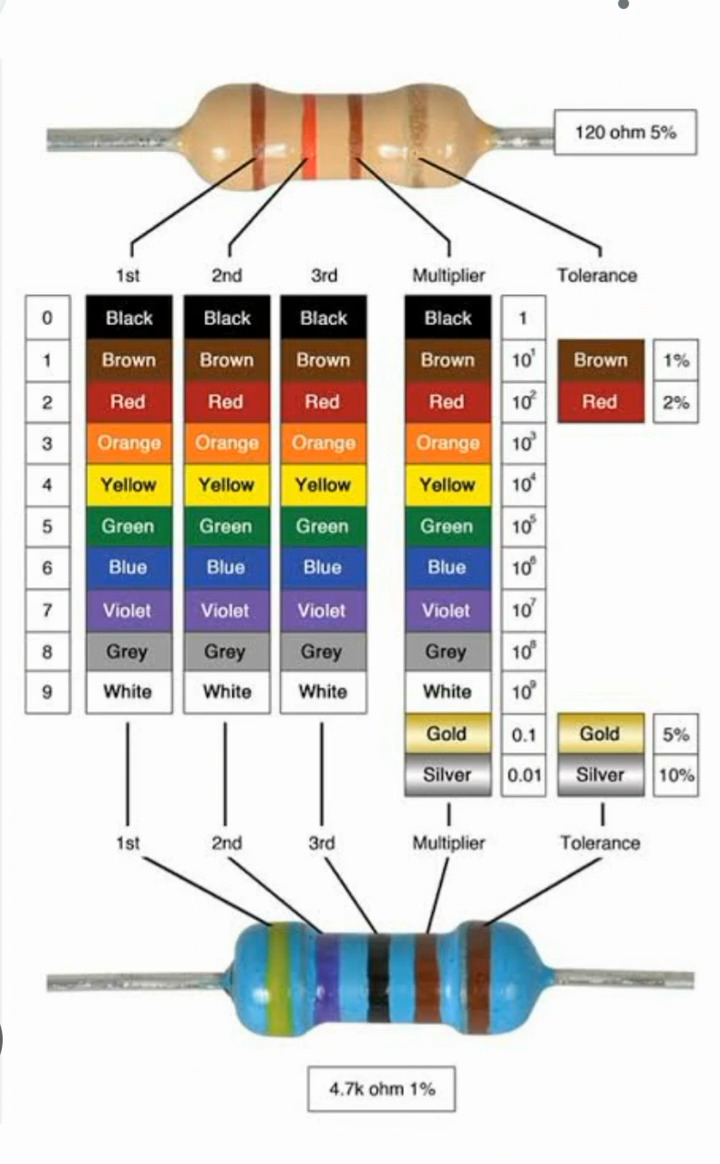 120 ohm 5%
1st 2nd 3rd Multiplier Tolerance
0 Black Black Black Black 1
1 Brown Brown Brown Brown 10¹ Brown 1%
2 Red Red Red Red 10² Red 2%
3 Orange Orange Orange Orange 10³
4 Yellow Yellow Yellow Yellow 10⁴
5 Green Green Green Green 10⁵
6 Blue Blue Blue Blue 10⁶
7 Violet Violet Violet Violet 10⁷
8 Grey Grey Grey Grey 10⁸
9 White White White White 10⁹
Gold 0.1 Gold 5%
Silver 0.01 Silver 10%
1st 2nd 3rd Multiplier Tolerance
4.7k ohm 1%